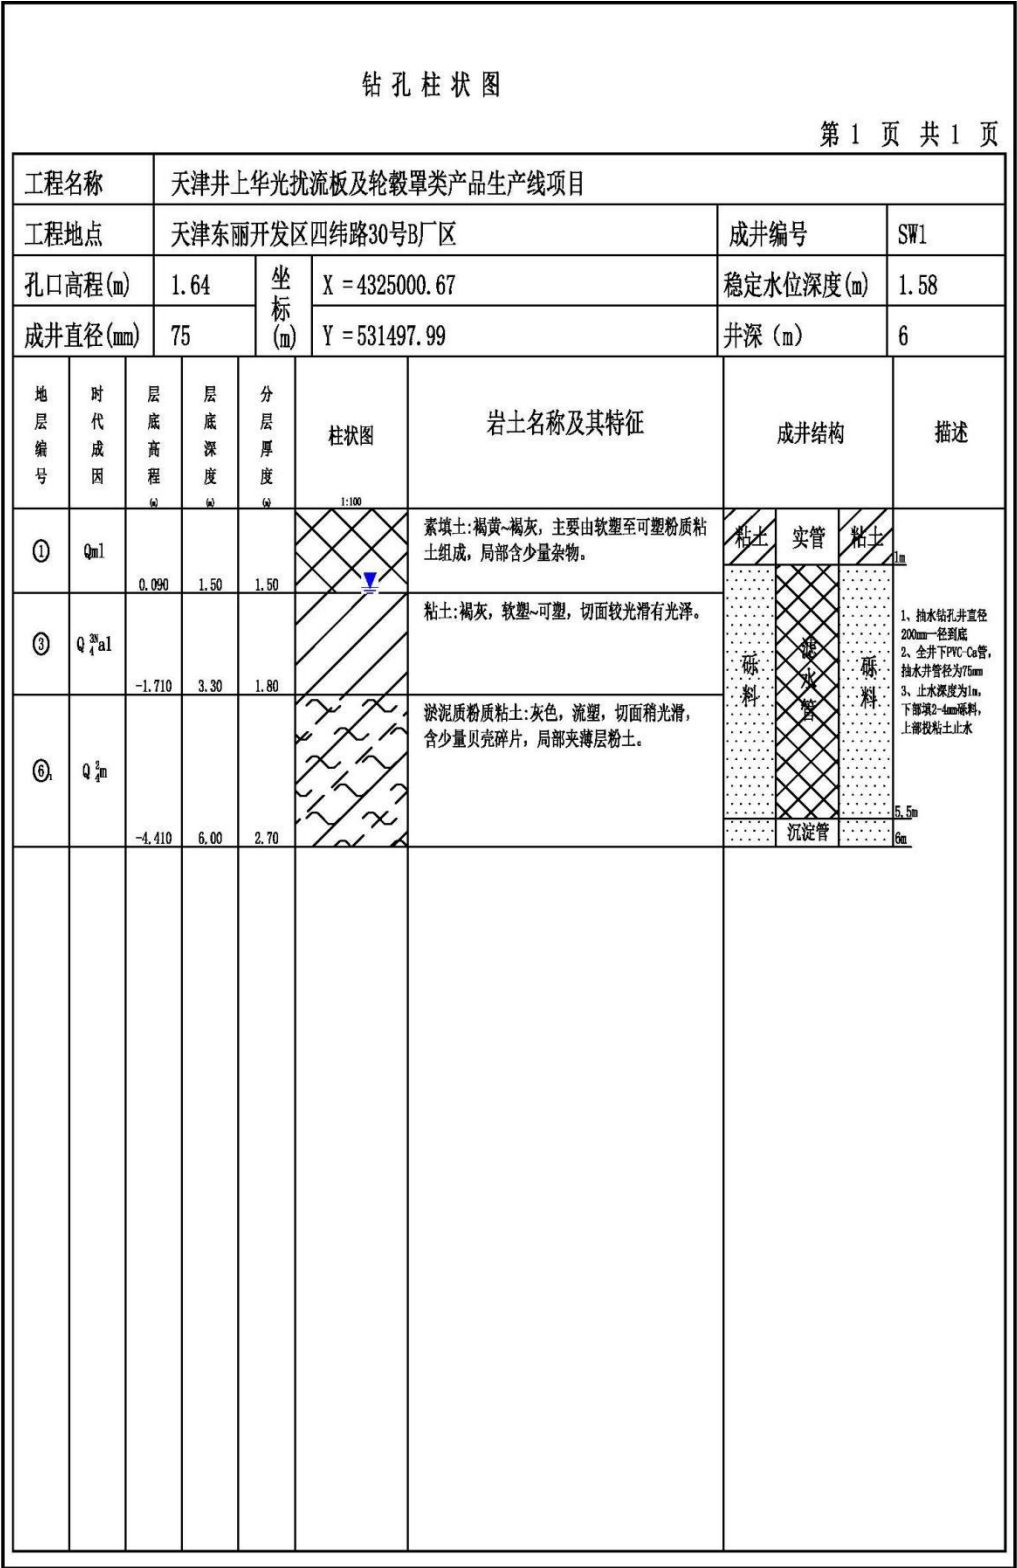 钻 孔 柱 状 图
第 1 页 共 1 页
工程名称 天津井上华光扰流板及轮毂罩类产品生产线项目
工程地点 天津东丽开发区四纬路30号B厂区 成井编号 SW1
孔口高程(m) 1.64 坐标(m) X =4325000.67 稳定水位深度(m) 1.58
成井直径(mm) 75 Y =531497.99 井深 (m) 6
地层编号 时代成因 层底高程(m) 层底深度(m) 分层厚度(m) 柱状图 1:100 岩土名称及其特征 成井结构 描述
① Qml 0.090 1.50 1.50
素填土:褐黄~褐灰, 主要由软塑至可塑粉质粘
土组成, 局部含少量杂物。
粘土 实管 粘土
1m
③ Q₄³ᴺal -1.710 3.30 1.80
粘土:褐灰, 软塑~可塑, 切面较光滑有光泽。
⑥₁ Q₄²m -4.410 6.00 2.70
淤泥质粉质粘土:灰色, 流塑, 切面稍光滑,
含少量贝壳碎片, 局部夹薄层粉土。
砾料 滤水管 砾料
5.5m
沉淀管
6m
1、抽水钻孔井直径
200mm一径到底
2、全井下PVC-Ca管,
抽水井管径为75mm
3、止水深度为1m,
下部填2-4mm砾料,
上部投粘土止水